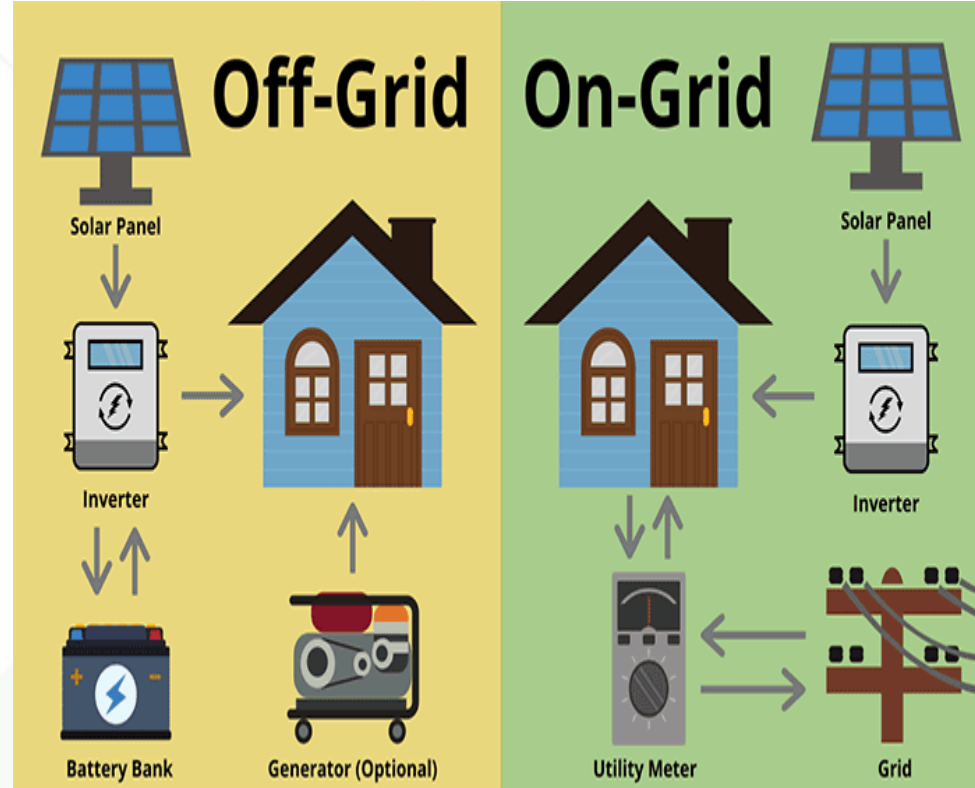 Off-Grid
Solar Panel
Inverter
Battery Bank
Generator (Optional)
On-Grid
Solar Panel
Inverter
Utility Meter
Grid